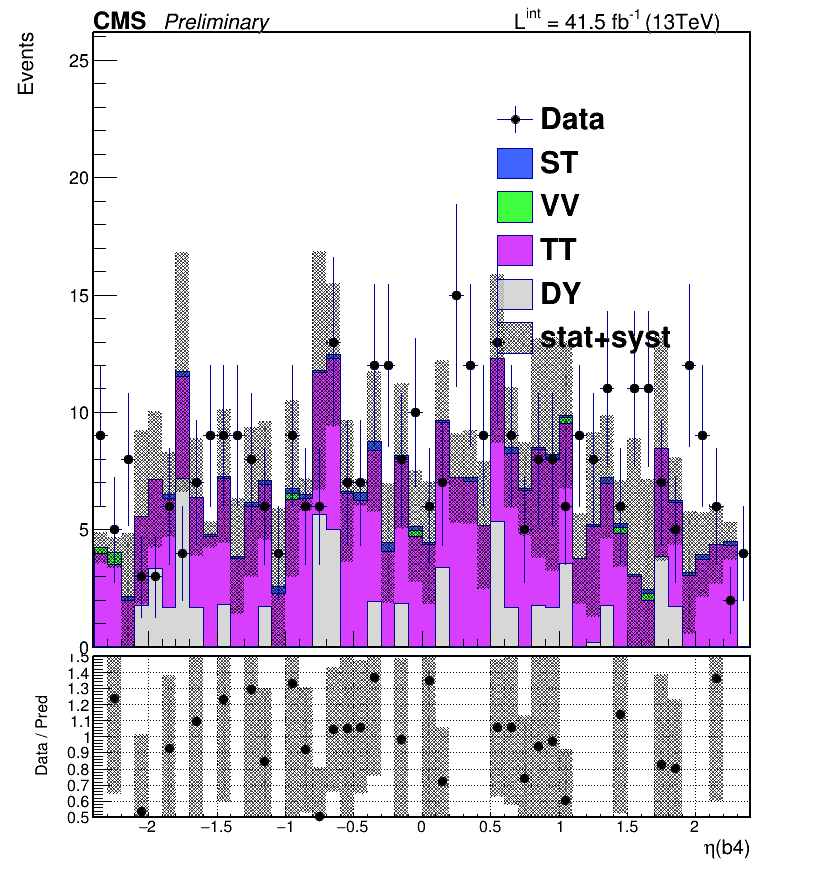 CMS Preliminary L^int = 41.5 fb^-1 (13TeV)
Events
25
20
15
10
5
0
Data
ST
VV
TT
DY
stat+syst
Data / Pred
1.5
1.4
1.3
1.2
1.1
1
0.9
0.8
0.7
0.6
0.5
−2 −1.5 −1 −0.5 0 0.5 1 1.5 2
η(b4)